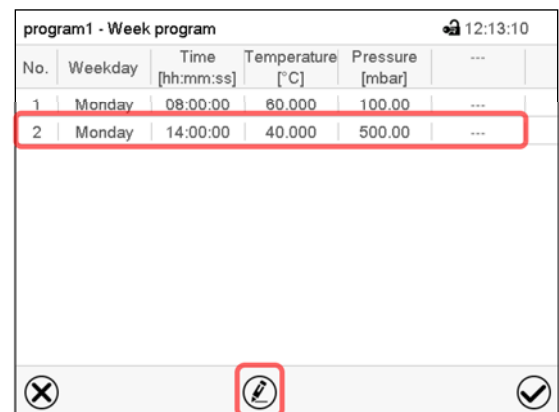 program1 - Week program 12:13:10
No. Weekday Time [hh:mm:ss] Temperature [°C] Pressure [mbar] ---
1 Monday 08:00:00 60.000 100.00 ---
2 Monday 14:00:00 40.000 500.00 ---